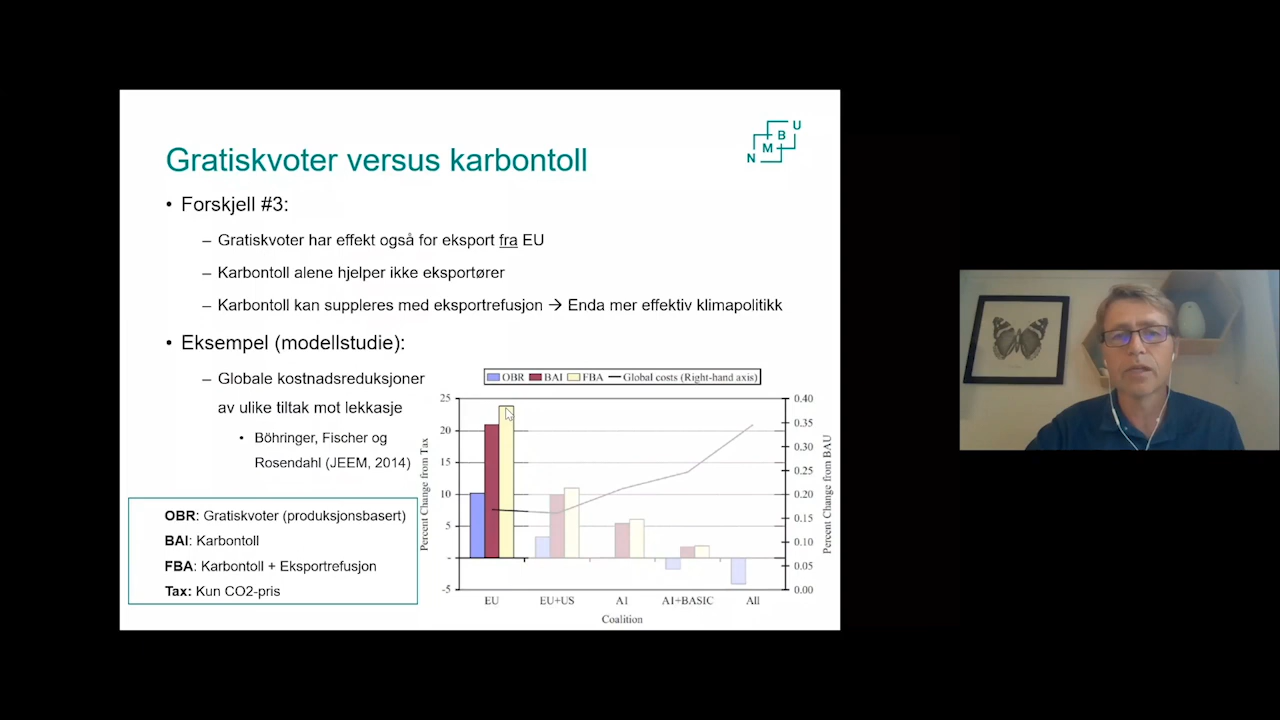 N M B U
Gratiskvoter versus karbontoll
• Forskjell #3:
– Gratiskvoter har effekt også for eksport fra EU
– Karbontoll alene hjelper ikke eksportører
– Karbontoll kan suppleres med eksportrefusjon → Enda mer effektiv klimapolitikk
• Eksempel (modellstudie):
– Globale kostnadsreduksjoner
av ulike tiltak mot lekkasje
• Böhringer, Fischer og
Rosendahl (JEEM, 2014)
OBR: Gratiskvoter (produksjonsbasert)
BAI: Karbontoll
FBA: Karbontoll + Eksportrefusjon
Tax: Kun CO2-pris
OBR BAI FBA Global costs (Right-hand axis)
Percent Change from Tax
25
20
15
10
5
-
-5
0.40
0.35
0.30
0.25
0.20
0.15
0.10
0.05
0.00
Percent Change from BAU
EU EU+US A1 A1+BASIC All
Coalition